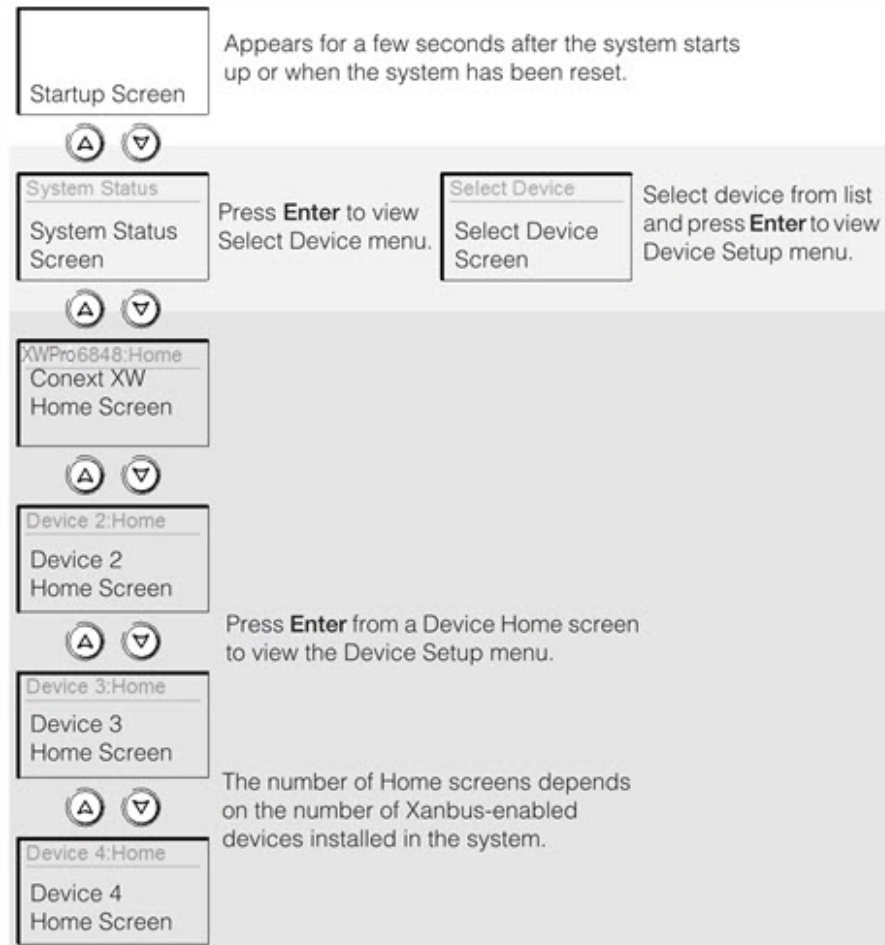 Startup Screen
Appears for a few seconds after the system starts
up or when the system has been reset.
System Status
System Status
Screen
Press Enter to view
Select Device menu.
Select Device
Select Device
Screen
Select device from list
and press Enter to view
Device Setup menu.
XWPro6848:Home
Conext XW
Home Screen
Device 2:Home
Device 2
Home Screen
Press Enter from a Device Home screen
to view the Device Setup menu.
Device 3:Home
Device 3
Home Screen
The number of Home screens depends
on the number of Xanbus-enabled
devices installed in the system.
Device 4:Home
Device 4
Home Screen